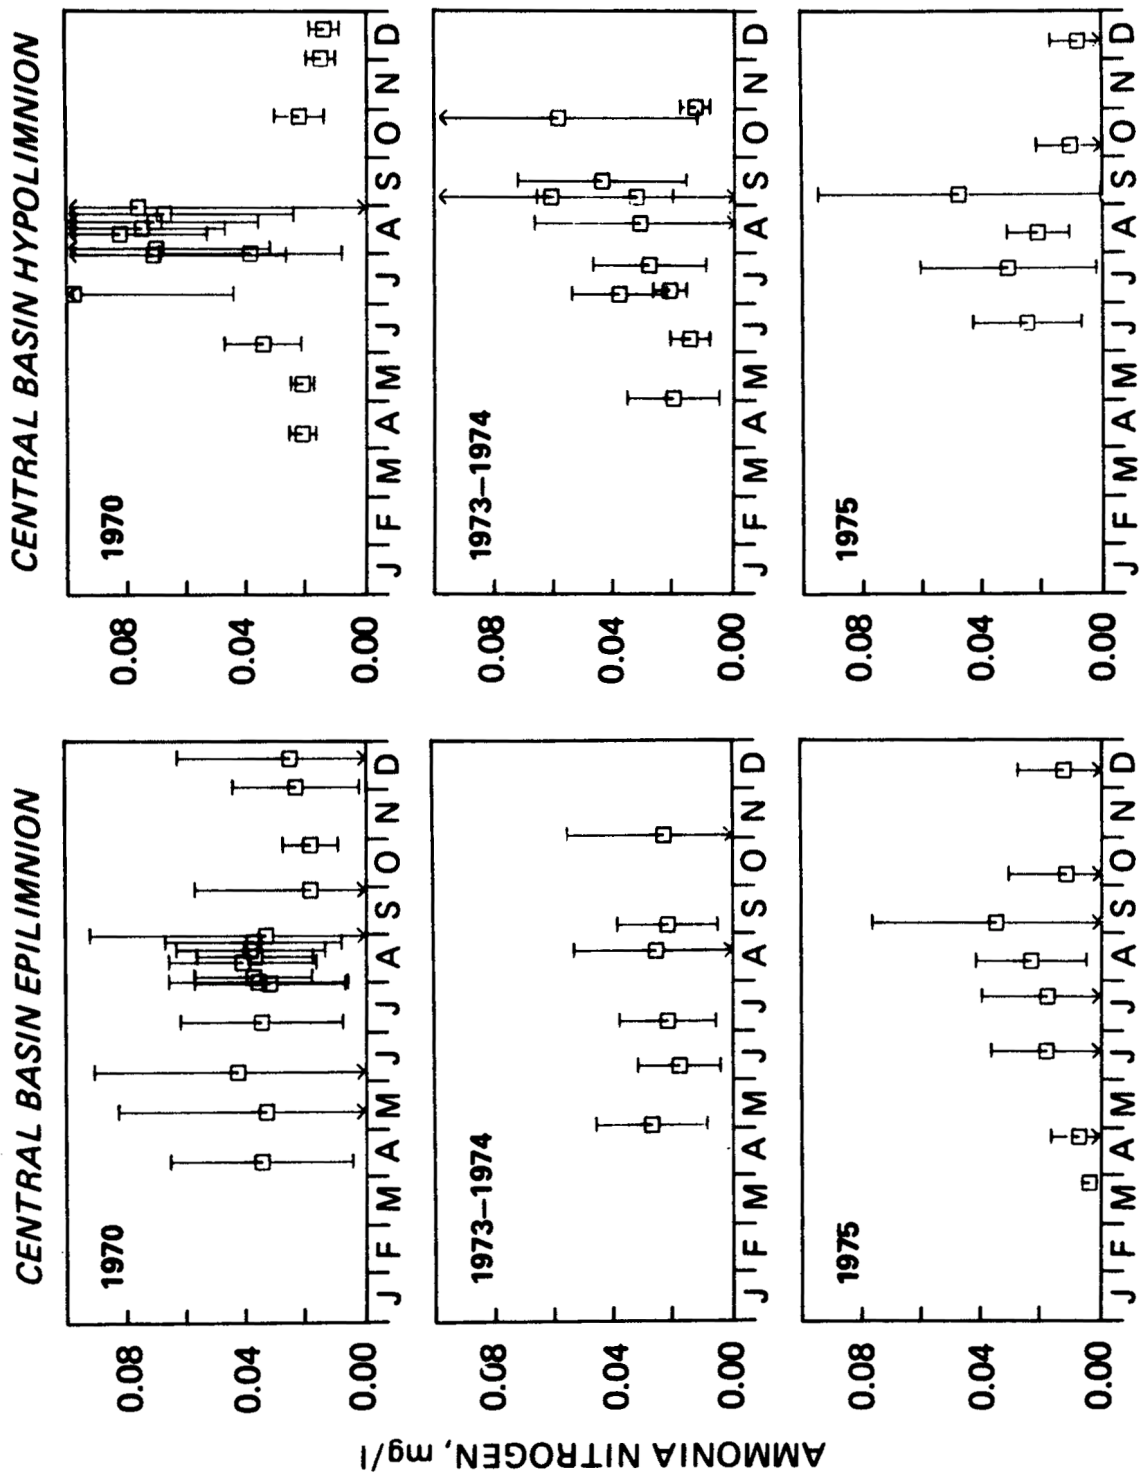 AMMONIA NITROGEN, mg/l
CENTRAL BASIN EPILIMNION
1970
0.08
0.04
0.00
J F M A M J J A S O N D
1973–1974
0.08
0.04
0.00
J F M A M J J A S O N D
1975
0.08
0.04
0.00
J F M A M J J A S O N D
CENTRAL BASIN HYPOLIMNION
1970
0.08
0.04
0.00
J F M A M J J A S O N D
1973–1974
0.08
0.04
0.00
J F M A M J J A S O N D
1975
0.08
0.04
0.00
J F M A M J J A S O N D